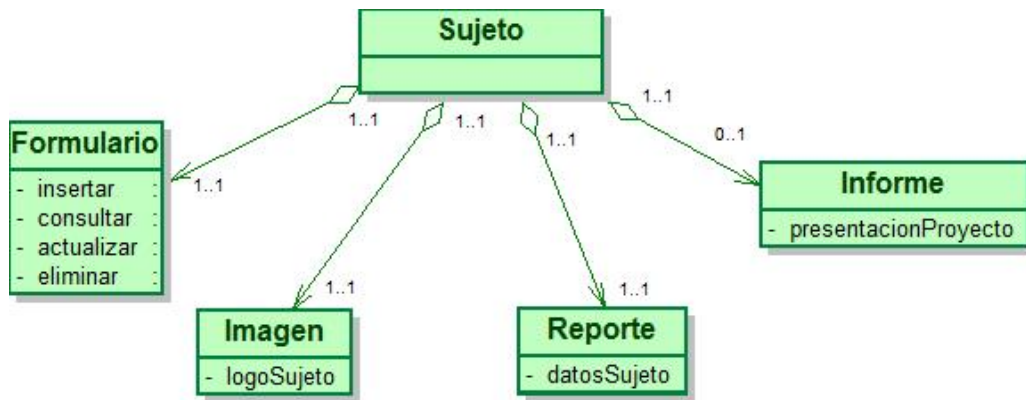 Sujeto
1..1
1..1
1..1
1..1
Formulario
- insertar :
- consultar :
- actualizar :
- eliminar :
1..1
0..1
Informe
- presentacionProyecto
1..1
1..1
Imagen
- logoSujeto
Reporte
- datosSujeto